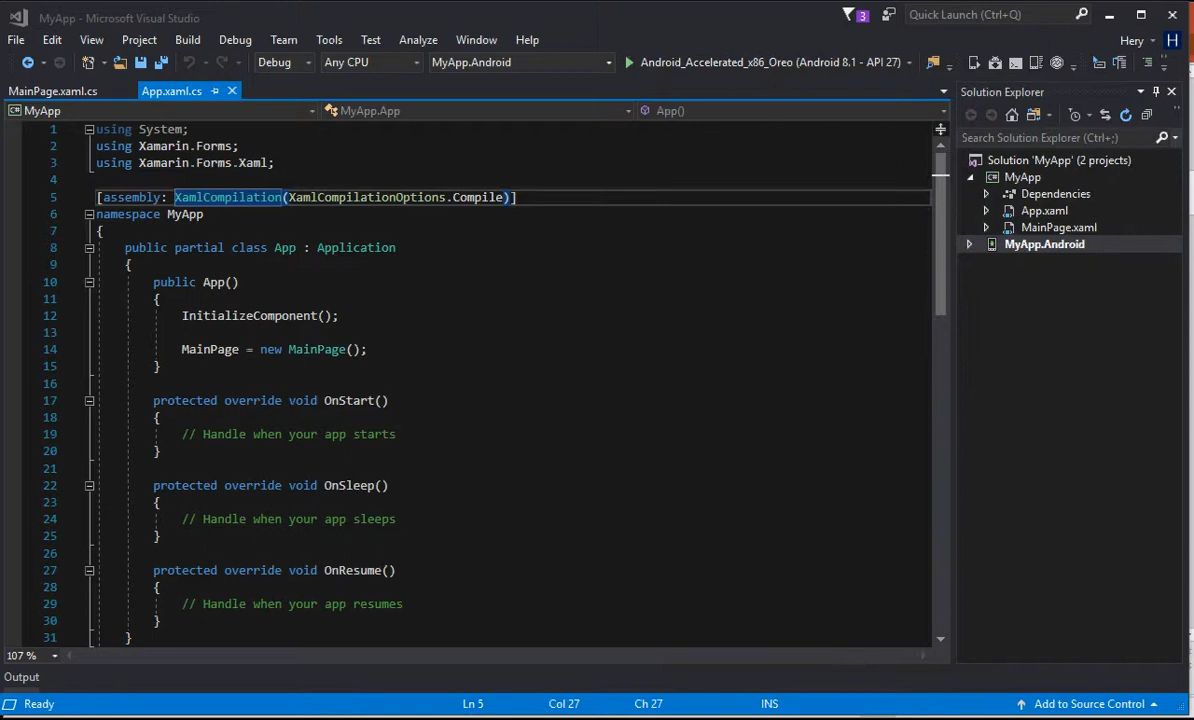 MyApp - Microsoft Visual Studio
3
Quick Launch (Ctrl+Q)
File Edit View Project Build Debug Team Tools Test Analyze Window Help
Hery H
Debug Any CPU MyApp.Android Android_Accelerated_x86_Oreo (Android 8.1 - API 27)
MainPage.xaml.cs App.xaml.cs
MyApp MyApp.App App()
1 using System;
2 using Xamarin.Forms;
3 using Xamarin.Forms.Xaml;
4
5 [assembly: XamlCompilation(XamlCompilationOptions.Compile)]
6 namespace MyApp
7 {
8 public partial class App : Application
9 {
10 public App()
11 {
12 InitializeComponent();
13
14 MainPage = new MainPage();
15 }
16
17 protected override void OnStart()
18 {
19 // Handle when your app starts
20 }
21
22 protected override void OnSleep()
23 {
24 // Handle when your app sleeps
25 }
26
27 protected override void OnResume()
28 {
29 // Handle when your app resumes
30 }
31 }
107 %
Solution Explorer
Search Solution Explorer (Ctrl+;)
Solution 'MyApp' (2 projects)
MyApp
Dependencies
App.xaml
MainPage.xaml
MyApp.Android
Output
Ready Ln 5 Col 27 Ch 27 INS Add to Source Control